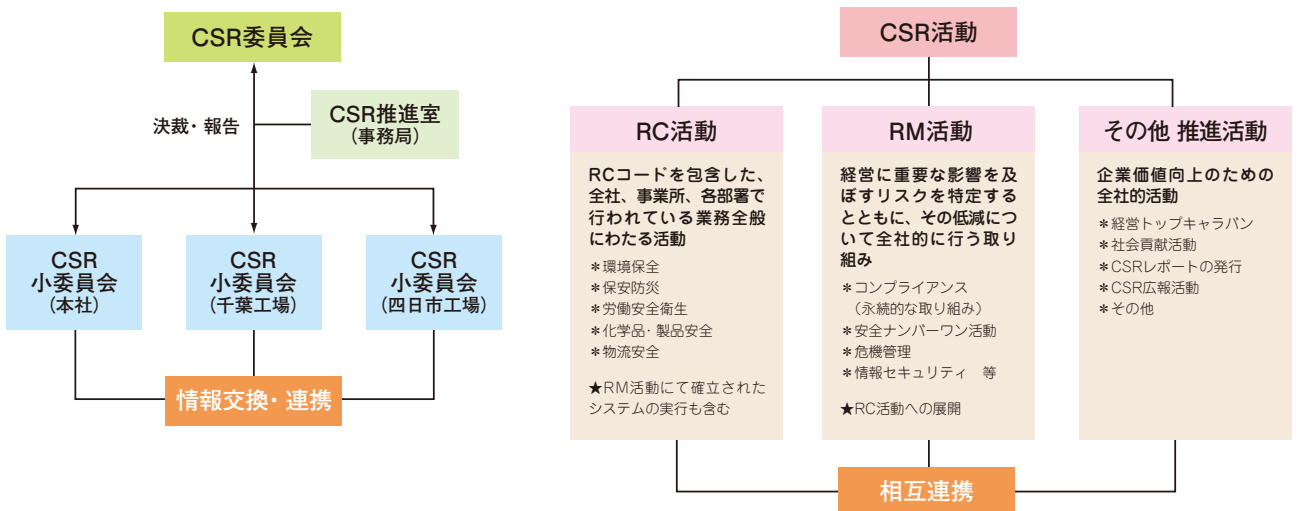 CSR委員会
決裁・報告
CSR推進室
(事務局)
CSR
小委員会
(本社)
CSR
小委員会
(千葉工場)
CSR
小委員会
(四日市工場)
情報交換・連携
CSR活動
RC活動
RCコードを包含した、
全社、事業所、各部署で
行われている業務全般
にわたる活動
＊環境保全
＊保安防災
＊労働安全衛生
＊化学品・製品安全
＊物流安全
★RM活動にて確立された
システムの実行も含む
RM活動
経営に重要な影響を及
ぼすリスクを特定する
とともに、その低減につ
いて全社的に行う取り
組み
＊コンプライアンス
（永続的な取り組み）
＊安全ナンバーワン活動
＊危機管理
＊情報セキュリティ　等
★RC活動への展開
その他 推進活動
企業価値向上のための
全社的活動
＊経営トップキャラバン
＊社会貢献活動
＊CSRレポートの発行
＊CSR広報活動
＊その他
相互連携